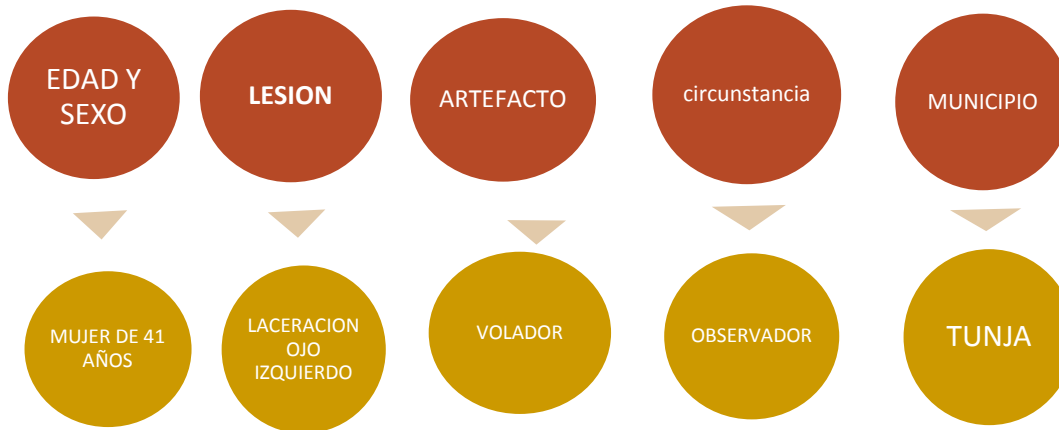 EDAD Y
SEXO
LESION
ARTEFACTO
circunstancia
MUNICIPIO
MUJER DE 41
AÑOS
LACERACION
OJO
IZQUIERDO
VOLADOR
OBSERVADOR
TUNJA